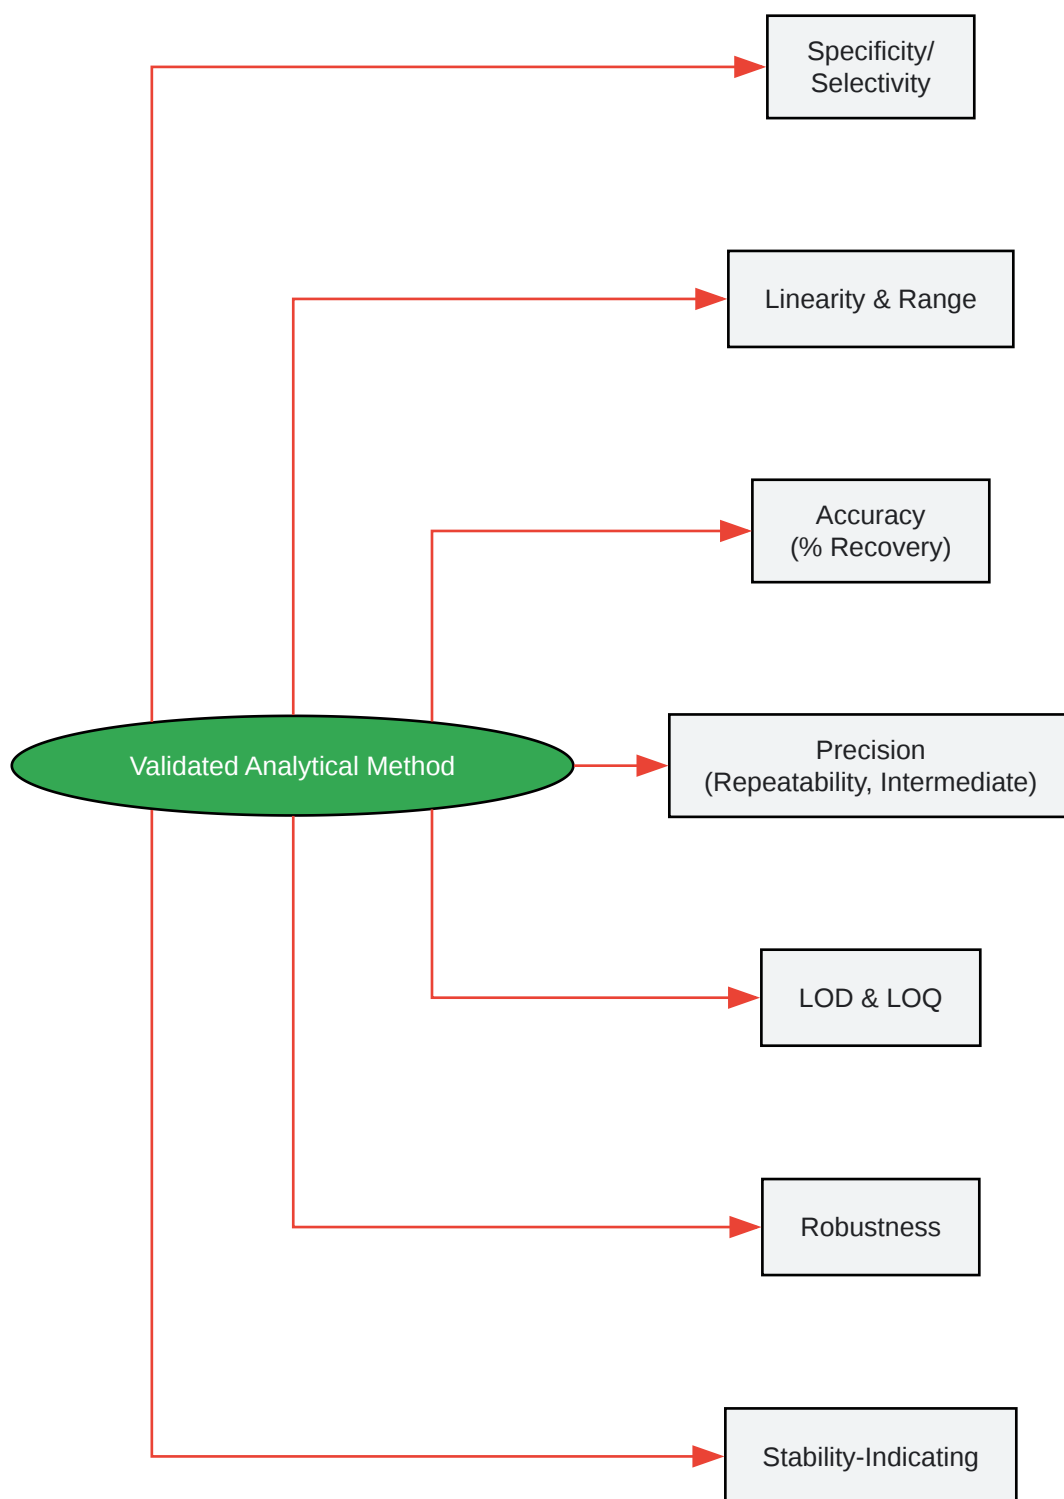 Specificity/
Selectivity
Linearity & Range
Accuracy
(% Recovery)
Validated Analytical Method
Precision
(Repeatability, Intermediate)
LOD & LOQ
Robustness
Stability-Indicating